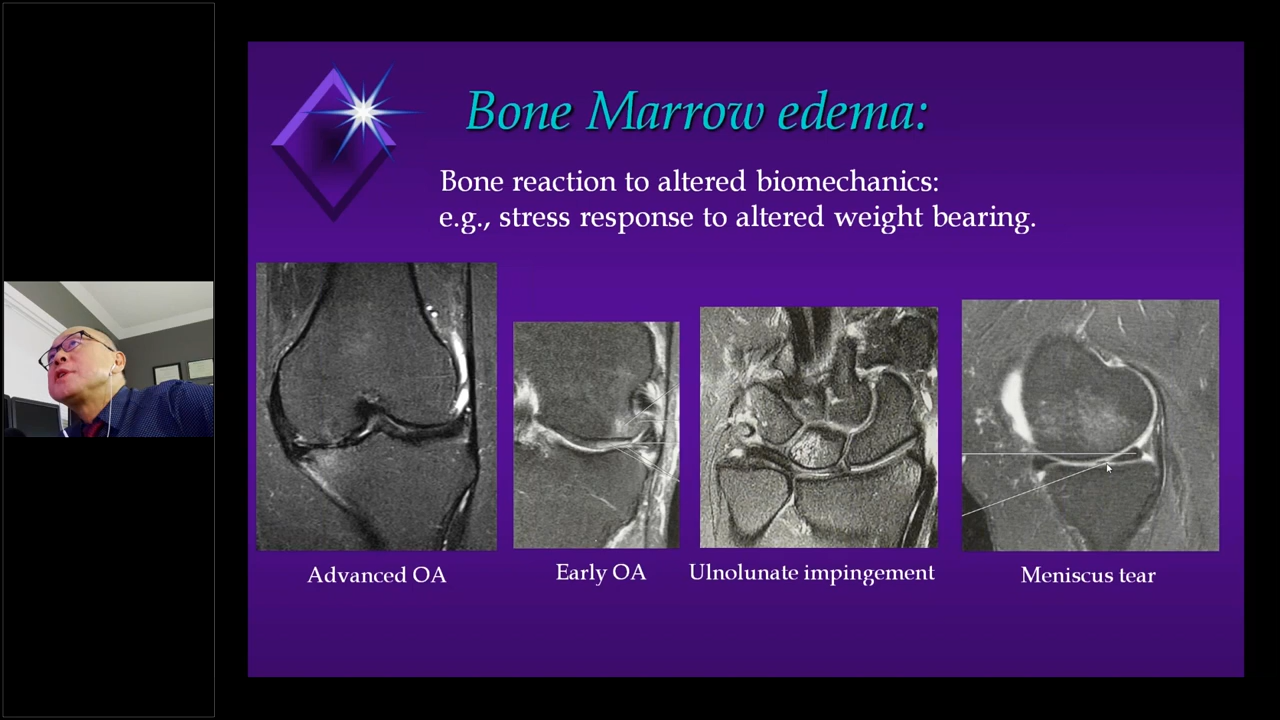 Bone Marrow edema:
Bone reaction to altered biomechanics:
e.g., stress response to altered weight bearing.
Advanced OA
Early OA
Ulnolunate impingement
Meniscus tear